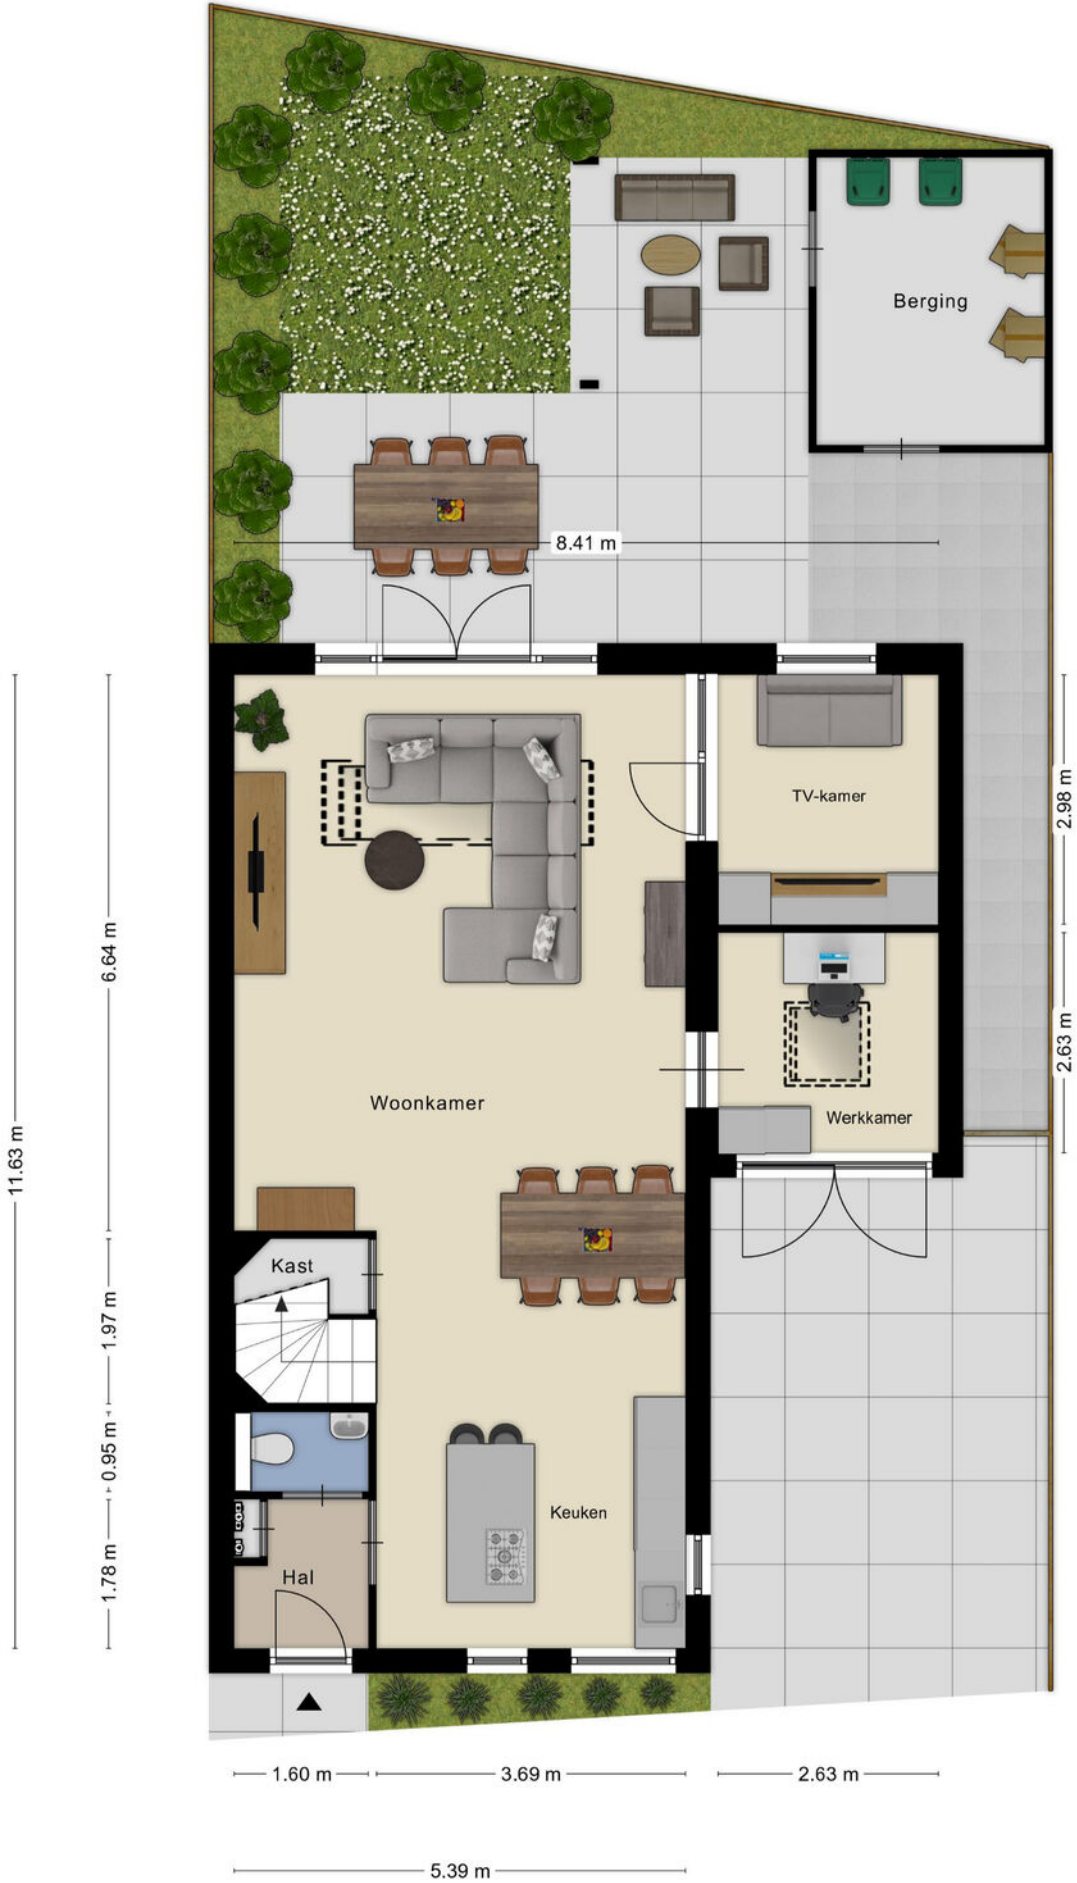 Berging
8.41 m
TV-kamer
2.98 m
6.64 m
2.63 m
Woonkamer
Werkkamer
11.63 m
Kast
1.97 m
0.95 m
Keuken
1.78 m
Hal
1.60 m
3.69 m
2.63 m
5.39 m